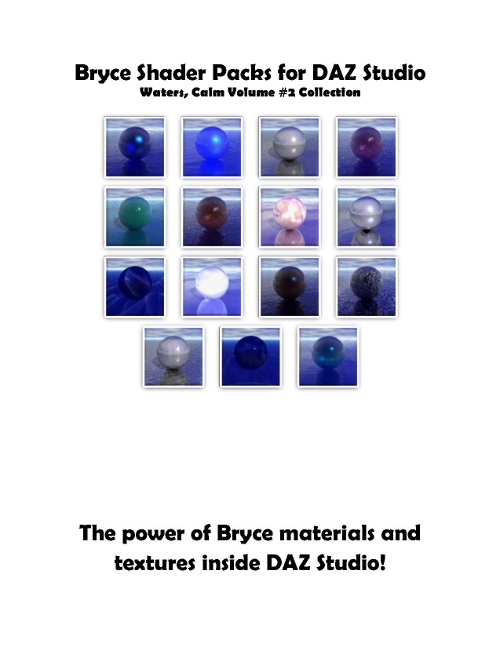 Bryce Shader Packs for DAZ Studio
Waters, Calm Volume #2 Collection
The power of Bryce materials and
textures inside DAZ Studio!